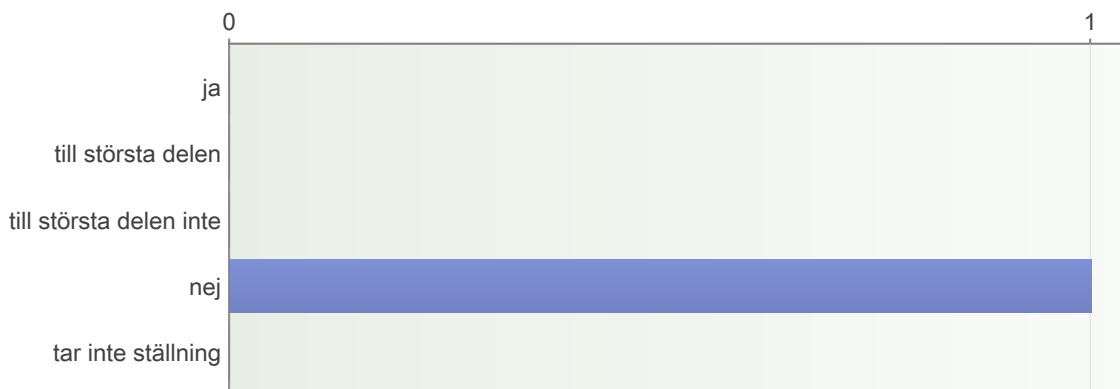 0 1
ja
till största delen
till största delen inte
nej
tar inte ställning